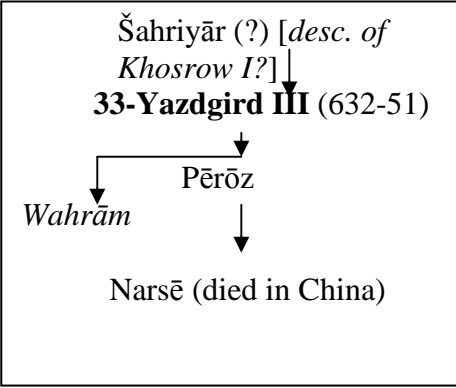 Šahriyār (?) [desc. of
Khosrow I?]
33-Yazdgird III (632-51)
Pērōz
Wahrām
Narsē (died in China)